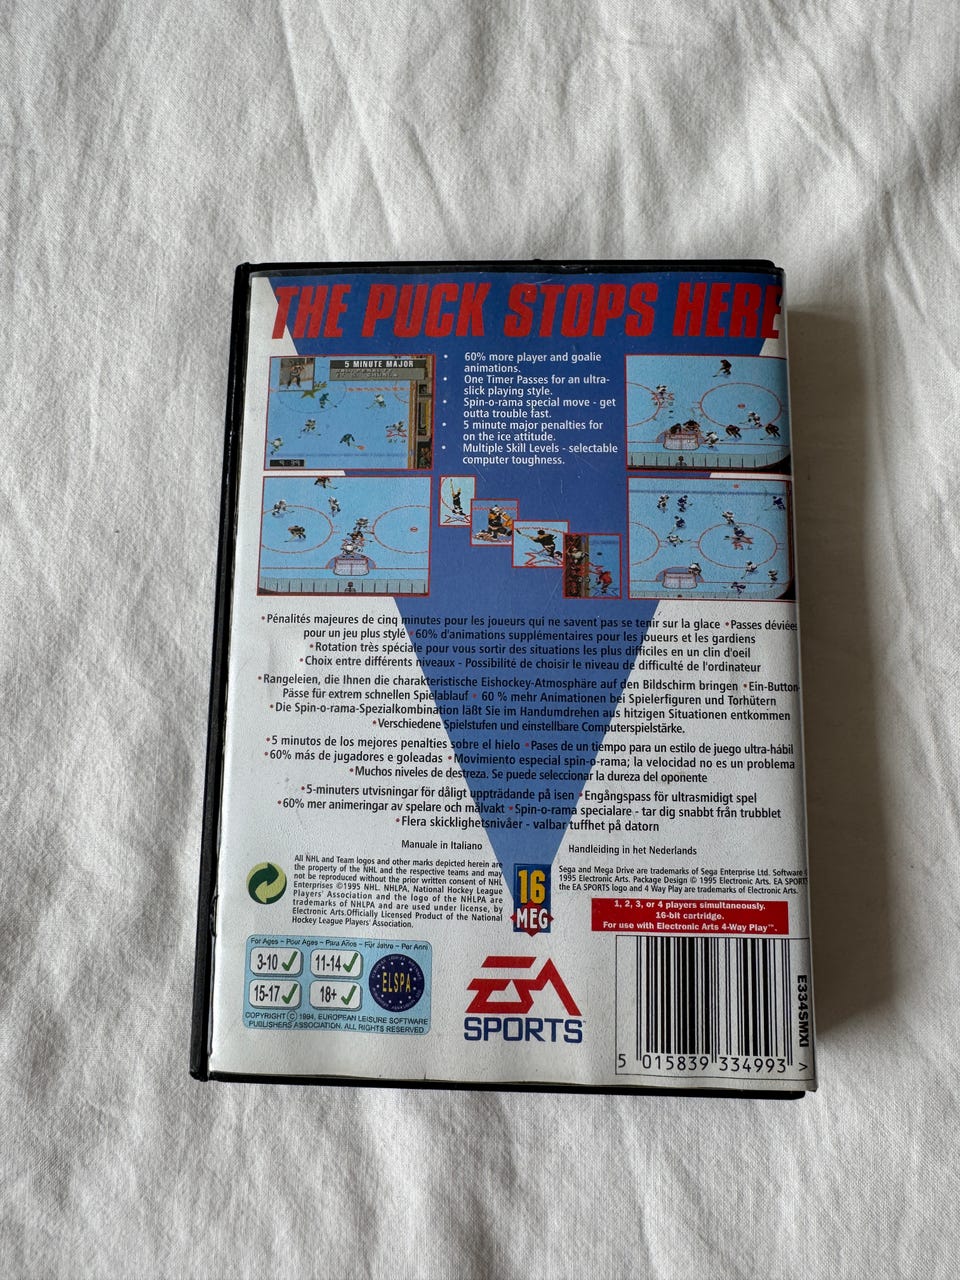 THE PUCK STOPS HERE
5 MINUTE MAJOR
9:39
• 60% more player and goalie
animations.
• One Timer Passes for an ultra-
slick playing style.
• Spin-o-rama special move - get
outta trouble fast.
• 5 minute major penalties for
on the ice attitude.
• Multiple Skill Levels - selectable
computer toughness.
•Pénalités majeures de cinq minutes pour les joueurs qui ne savent pas se tenir sur la glace •Passes déviées
pour un jeu plus stylé •60% d'animations supplémentaires pour les joueurs et les gardiens
•Rotation très spéciale pour vous sortir des situations les plus difficiles en un clin d'oeil
•Choix entre différents niveaux - Possibilité de choisir le niveau de difficulté de l'ordinateur
•Rangeleien, die Ihnen die charakteristische Eishockey-Atmosphäre auf den Bildschirm bringen •Ein-Button-
Pässe für extrem schnellen Spielablauf • 60 % mehr Animationen bei Spielerfiguren und Torhütern
•Die Spin-o-rama-Spezialkombination läßt Sie im Handumdrehen aus hitzigen Situationen entkommen
•Verschiedene Spielstufen und einstellbare Computerspielstärke.
•5 minutos de los mejores penalties sobre el hielo •Pases de un tiempo para un estilo de juego ultra-hábil
•60% más de jugadores e goleadas •Movimiento especial spin-o-rama; la velocidad no es un problema
•Muchos niveles de destreza. Se puede seleccionar la dureza del oponente
•5-minuters utvisningar för dåligt uppträdande på isen •Engångspass för ultrasmidigt spel
•60% mer animeringar av spelare och målvakt •Spin-o-rama specialare - tar dig snabbt från trubblet
•Flera skicklighetsnivåer - valbar tuffhet på datorn
Manuale in Italiano
Handleiding in het Nederlands
All NHL and Team logos and other marks depicted herein are
the property of the NHL and the respective teams and may
not be reproduced without the prior written consent of NHL
Enterprises ©1995 NHL. NHLPA, National Hockey League
Players' Association and the logo of the NHLPA are
trademarks of NHLPA and are used under license, by
Electronic Arts.Officially Licensed Product of the National
Hockey League Players' Association.
16
MEG
Sega and Mega Drive are trademarks of Sega Enterprise Ltd. Software ©
1995 Electronic Arts. Package Design © 1995 Electronic Arts. EA SPORTS
the EA SPORTS logo and 4 Way Play are trademarks of Electronic Arts.
1, 2, 3, or 4 players simultaneously.
16-bit cartridge.
For use with Electronic Arts 4-Way Play™.
For Ages ~ Pour Ages ~ Para Años ~ Für Jahre ~ Per Anni
3-10 11-14
15-17 18+
ELSPA
COPYRIGHT © 1994, EUROPEAN LEISURE SOFTWARE
PUBLISHERS ASSOCIATION. ALL RIGHTS RESERVED
EA
SPORTS™
E334SMXI
5 015839 334993 >